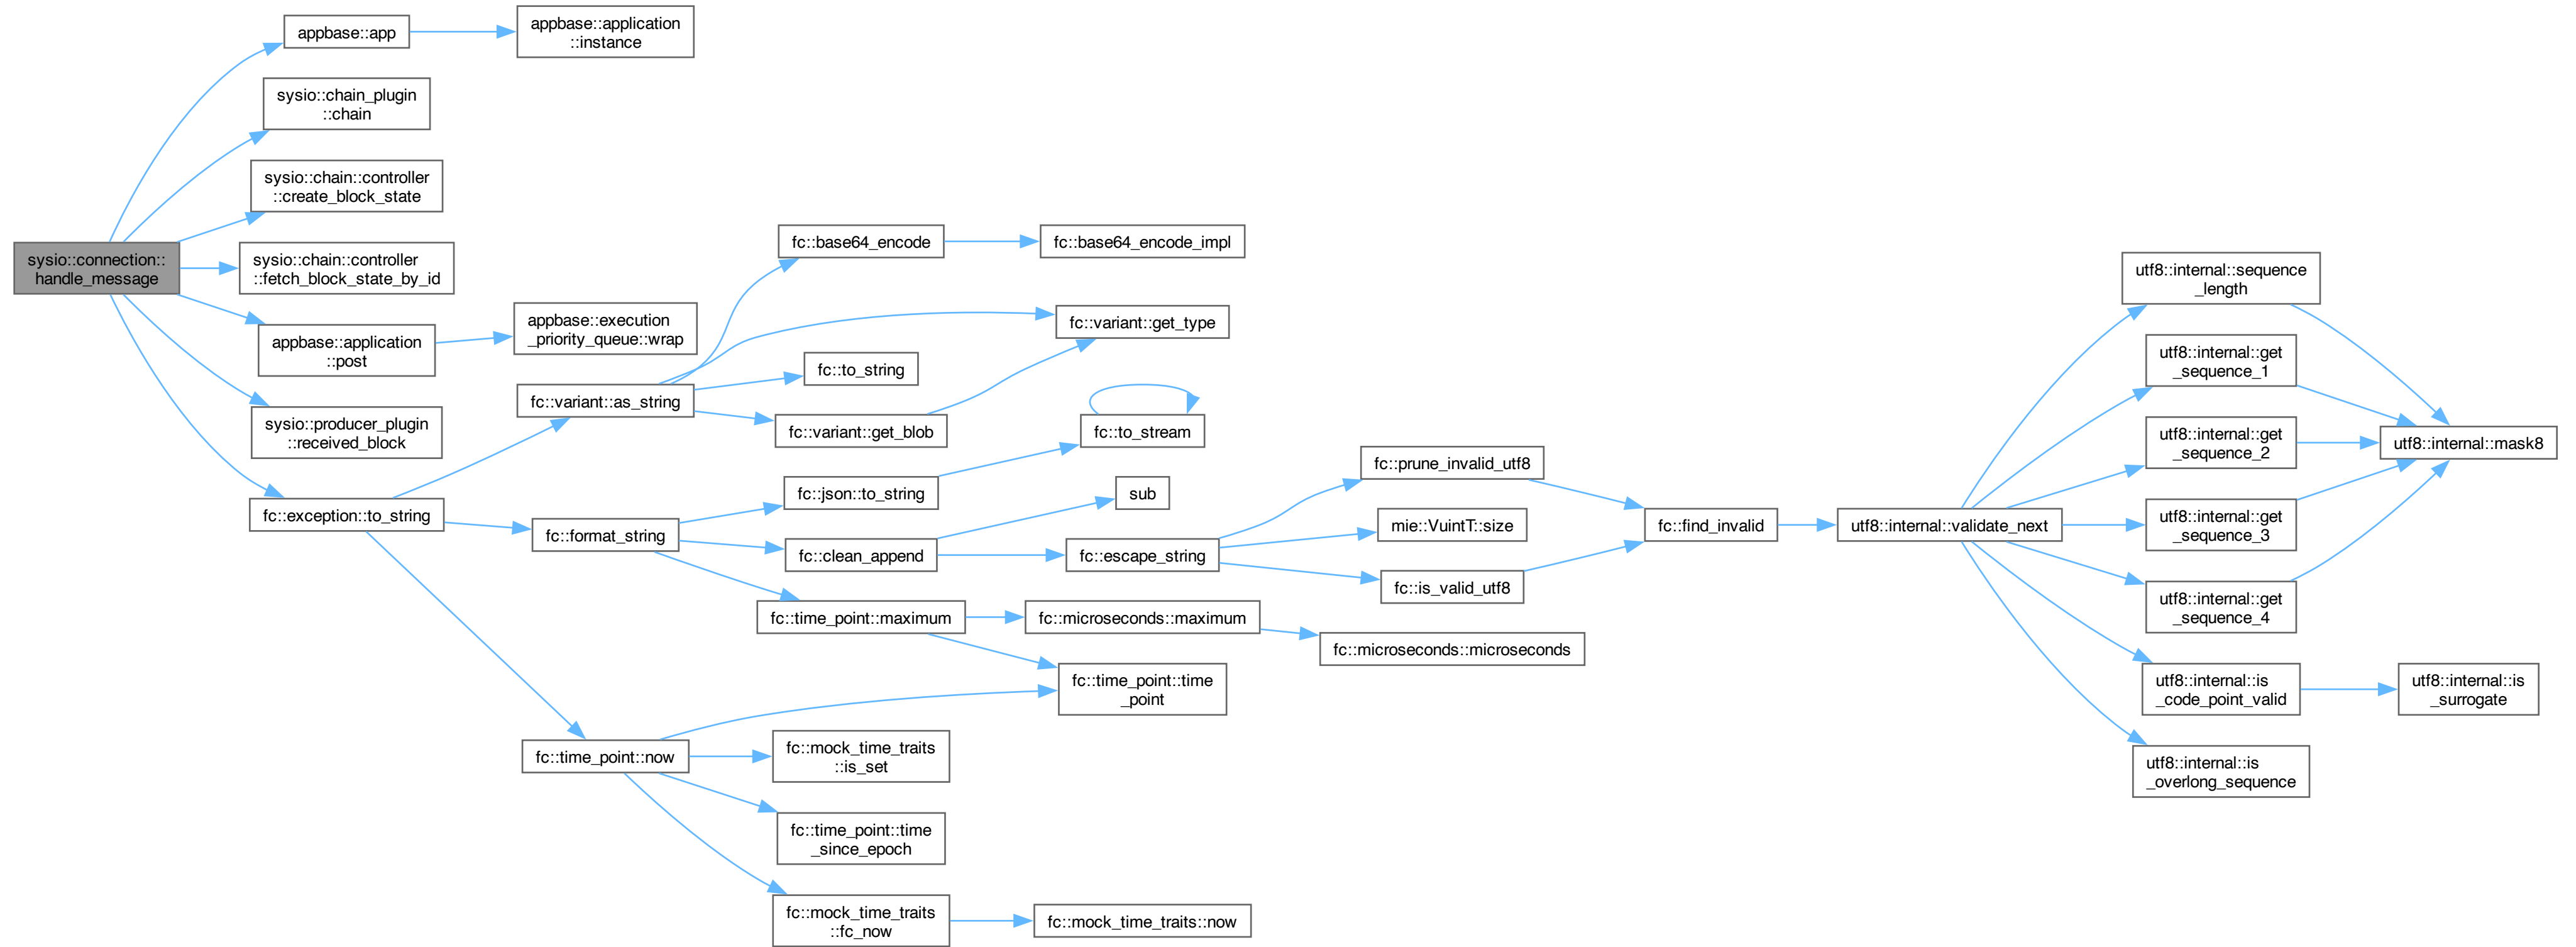 appbase::app
appbase::application
::instance
sysio::chain_plugin
::chain
sysio::chain::controller
::create_block_state
sysio::connection::
handle_message
sysio::chain::controller
::fetch_block_state_by_id
appbase::application
::post
appbase::execution
_priority_queue::wrap
sysio::producer_plugin
::received_block
fc::exception::to_string
fc::variant::as_string
fc::base64_encode
fc::base64_encode_impl
fc::variant::get_type
fc::to_string
fc::variant::get_blob
fc::to_stream
fc::format_string
fc::json::to_string
fc::clean_append
sub
fc::escape_string
fc::prune_invalid_utf8
mie::VuintT::size
fc::is_valid_utf8
fc::find_invalid
utf8::internal::validate_next
utf8::internal::sequence
_length
utf8::internal::get
_sequence_1
utf8::internal::get
_sequence_2
utf8::internal::get
_sequence_3
utf8::internal::get
_sequence_4
utf8::internal::mask8
utf8::internal::is
_code_point_valid
utf8::internal::is
_surrogate
utf8::internal::is
_overlong_sequence
fc::time_point::maximum
fc::microseconds::maximum
fc::microseconds::microseconds
fc::time_point::time
_point
fc::time_point::now
fc::mock_time_traits
::is_set
fc::time_point::time
_since_epoch
fc::mock_time_traits
::fc_now
fc::mock_time_traits::now